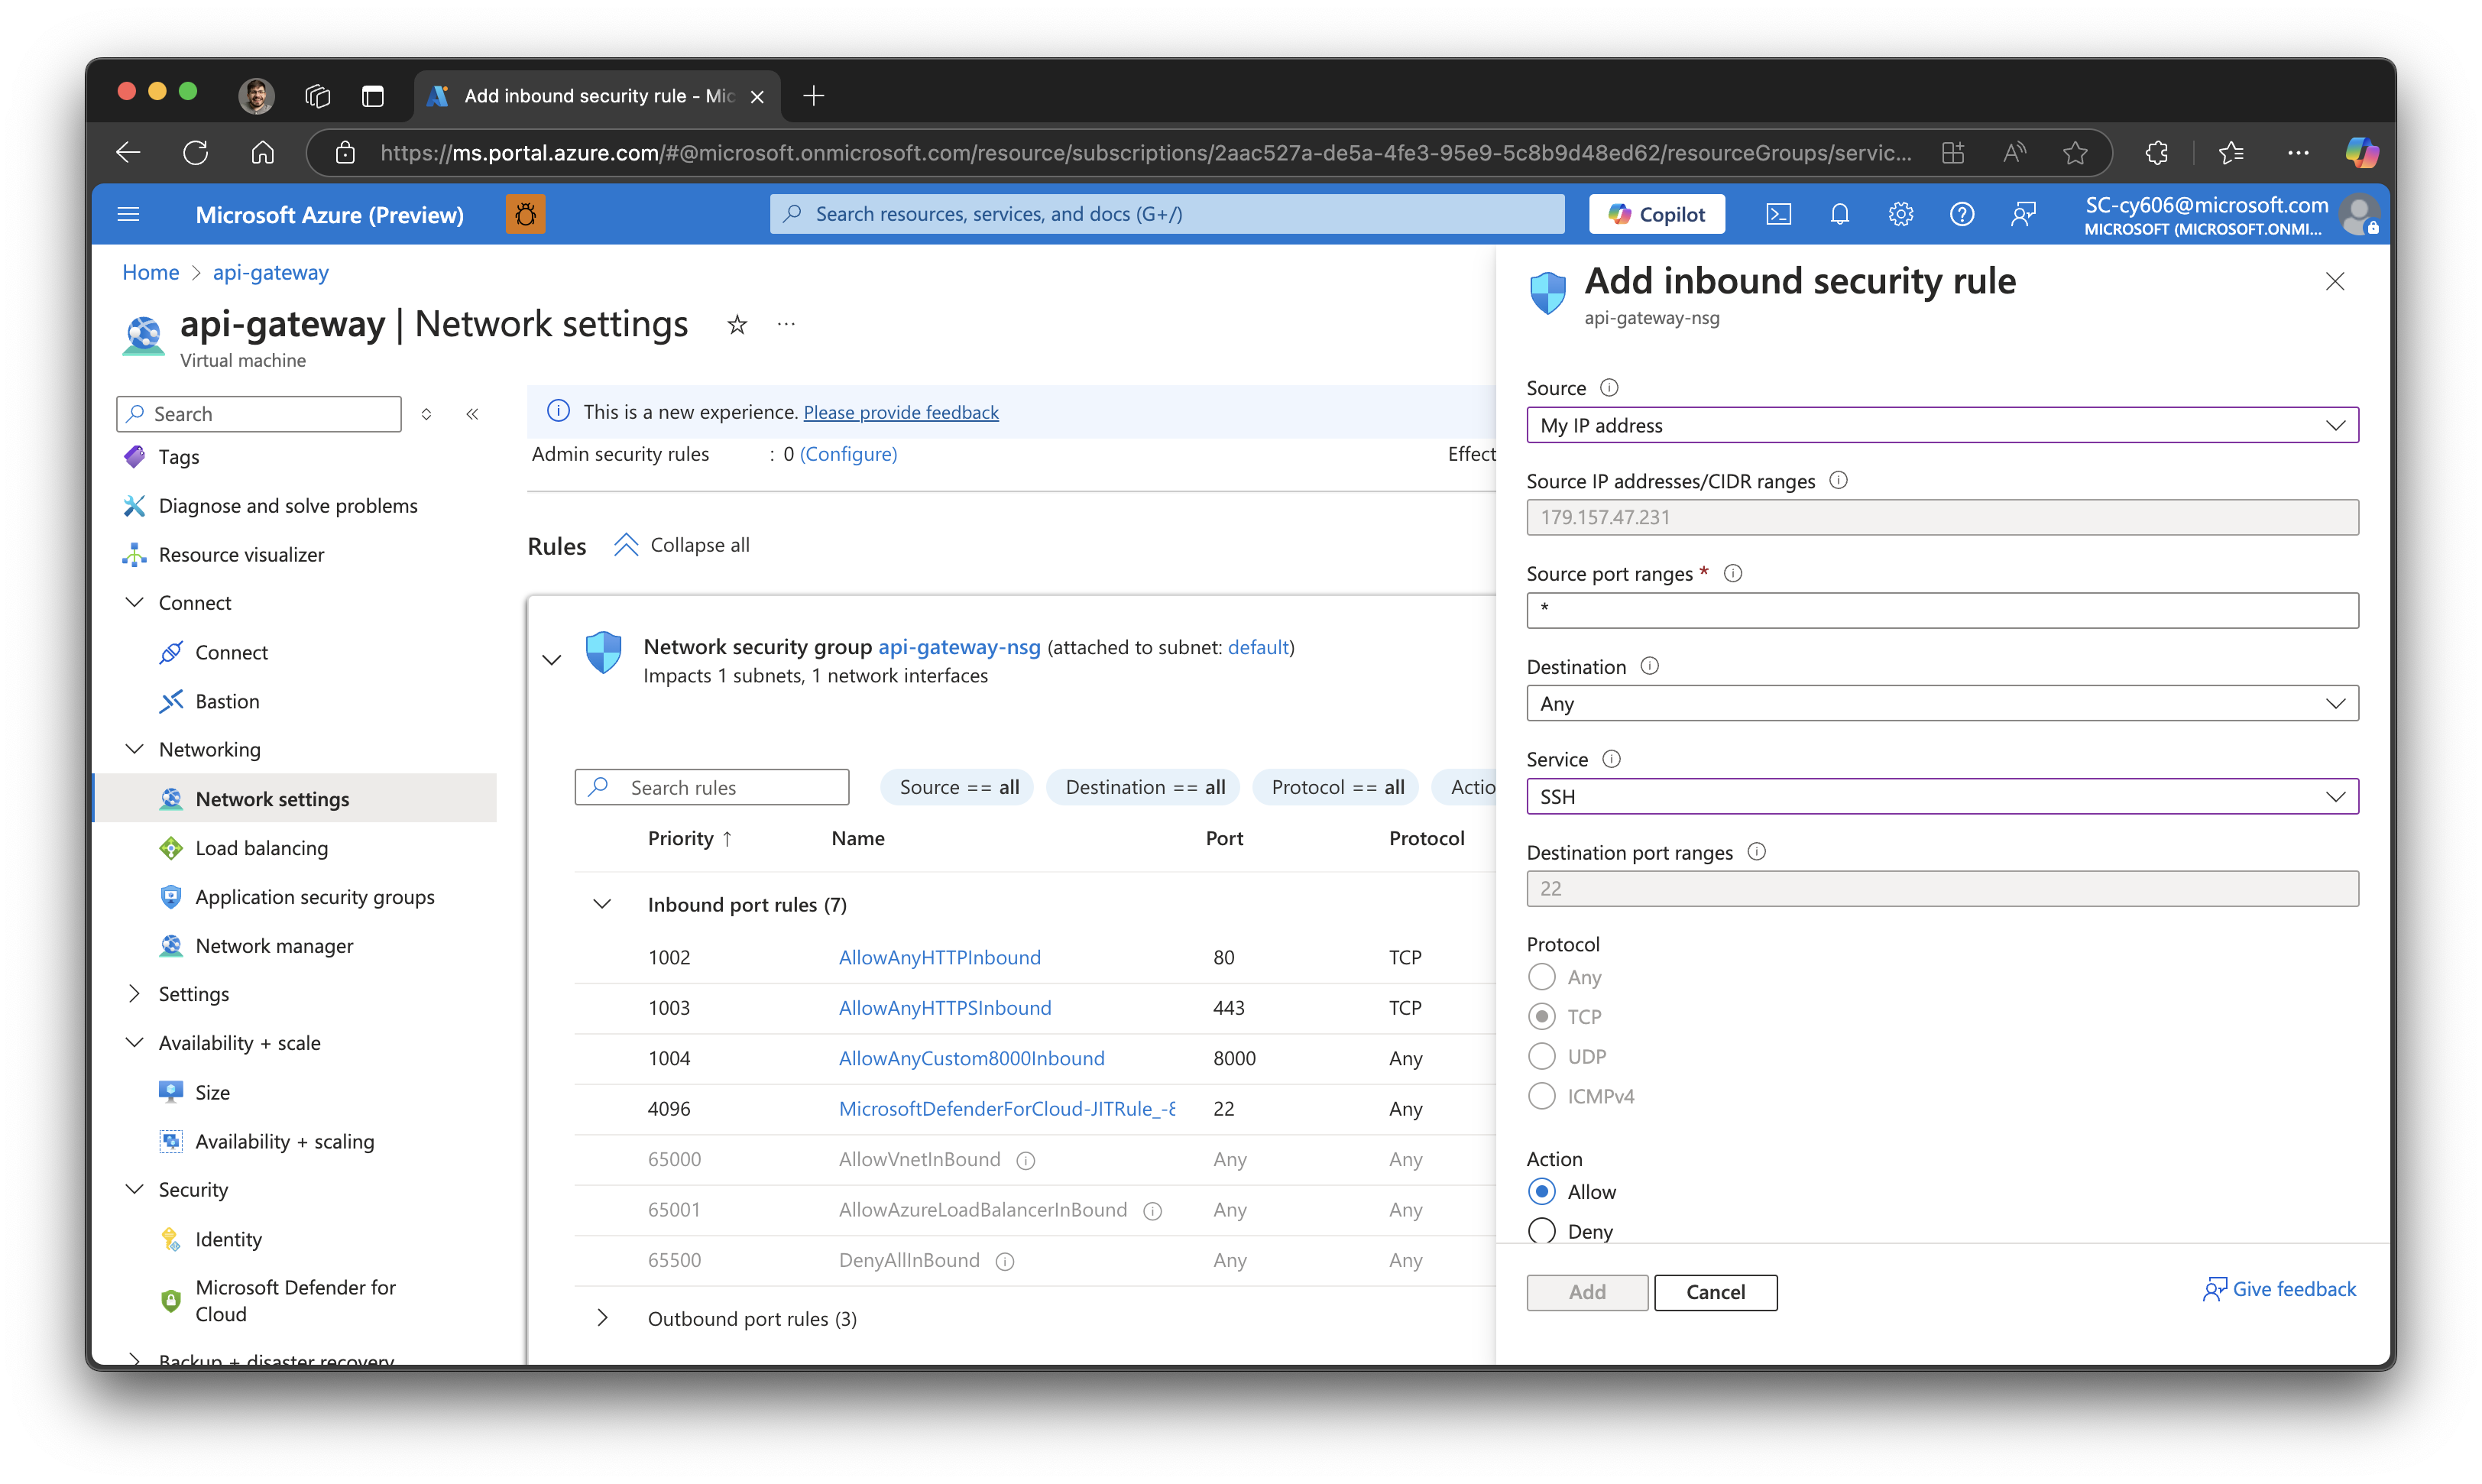 Add inbound security rule - Mic
https://ms.portal.azure.com/#@microsoft.onmicrosoft.com/resource/subscriptions/2aac527a-de5a-4fe3-95e9-5c8b9d48ed62/resourceGroups/servic...
Microsoft Azure (Preview)
Search resources, services, and docs (G+/)
Copilot
SC-cy606@microsoft.com
MICROSOFT (MICROSOFT.ONMI...
Home > api-gateway
api-gateway | Network settings
Virtual machine
Search
Tags
Diagnose and solve problems
Resource visualizer
Connect
Connect
Bastion
Networking
Network settings
Load balancing
Application security groups
Network manager
Settings
Availability + scale
Size
Availability + scaling
Security
Identity
Microsoft Defender for
Cloud
Backup + disaster recovery
This is a new experience. Please provide feedback
Admin security rules : 0 (Configure)
Effect
Rules
Collapse all
Network security group api-gateway-nsg (attached to subnet: default)
Impacts 1 subnets, 1 network interfaces
Search rules
Source == all
Destination == all
Protocol == all
Actio
Priority ↑ Name Port Protocol
Inbound port rules (7)
1002 AllowAnyHTTPInbound 80 TCP
1003 AllowAnyHTTPSInbound 443 TCP
1004 AllowAnyCustom8000Inbound 8000 Any
4096 MicrosoftDefenderForCloud-JITRule_-8 22 Any
65000 AllowVnetInBound Any Any
65001 AllowAzureLoadBalancerInBound Any Any
65500 DenyAllInBound Any Any
Outbound port rules (3)
Add inbound security rule
api-gateway-nsg
Source
My IP address
Source IP addresses/CIDR ranges
179.157.47.231
Source port ranges *
*
Destination
Any
Service
SSH
Destination port ranges
22
Protocol
Any
TCP
UDP
ICMPv4
Action
Allow
Deny
Add
Cancel
Give feedback